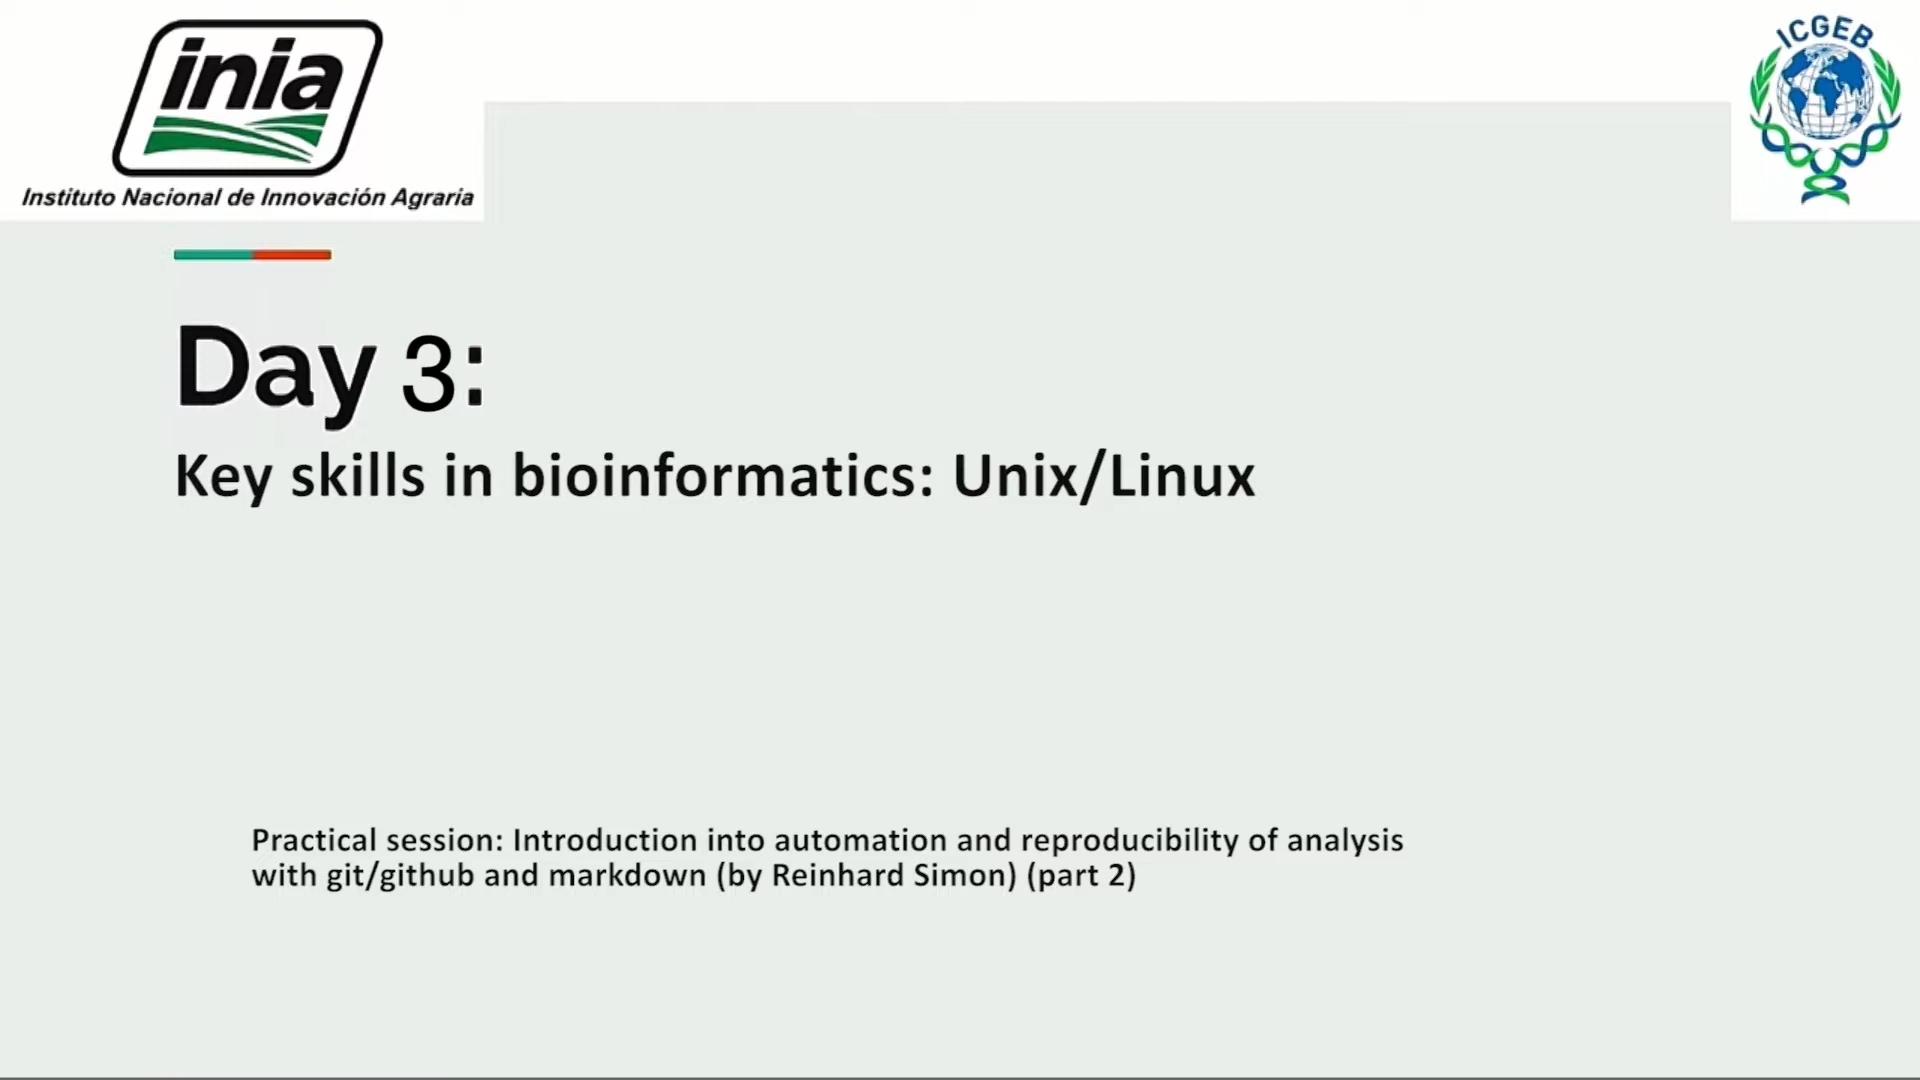 inia
Instituto Nacional de Innovación Agraria
ICGEB
Day 3:
Key skills in bioinformatics: Unix/Linux
Practical session: Introduction into automation and reproducibility of analysis
with git/github and markdown (by Reinhard Simon) (part 2)